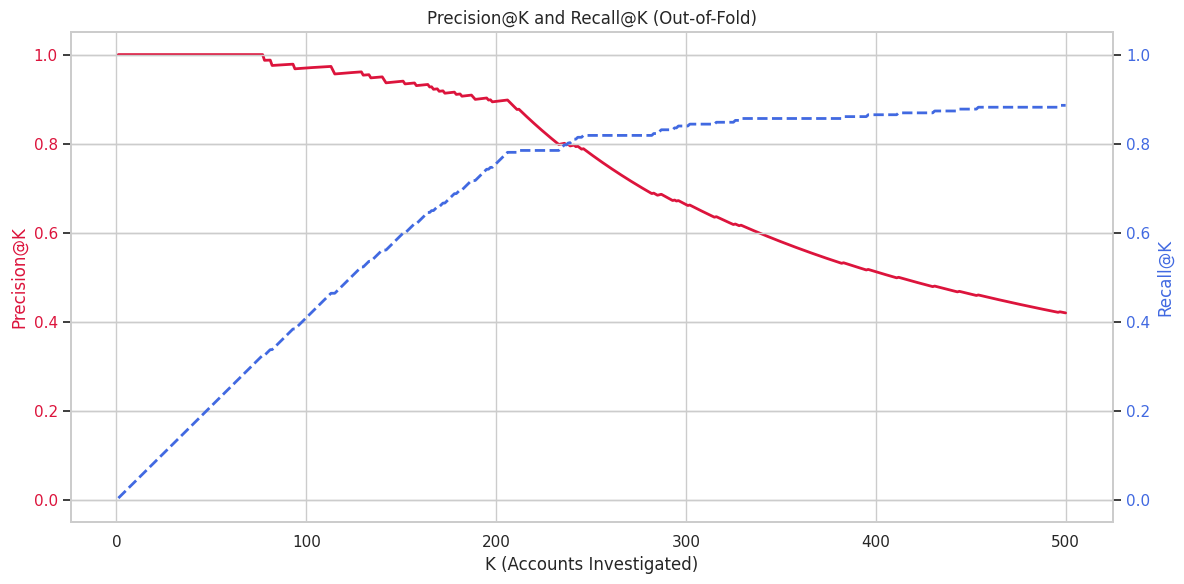 Precision@K and Recall@K (Out-of-Fold)
1.0
0.8
0.6
0.4
0.2
0.0
Precision@K
1.0
0.8
0.6
0.4
0.2
0.0
Recall@K
0 100 200 300 400 500
K (Accounts Investigated)